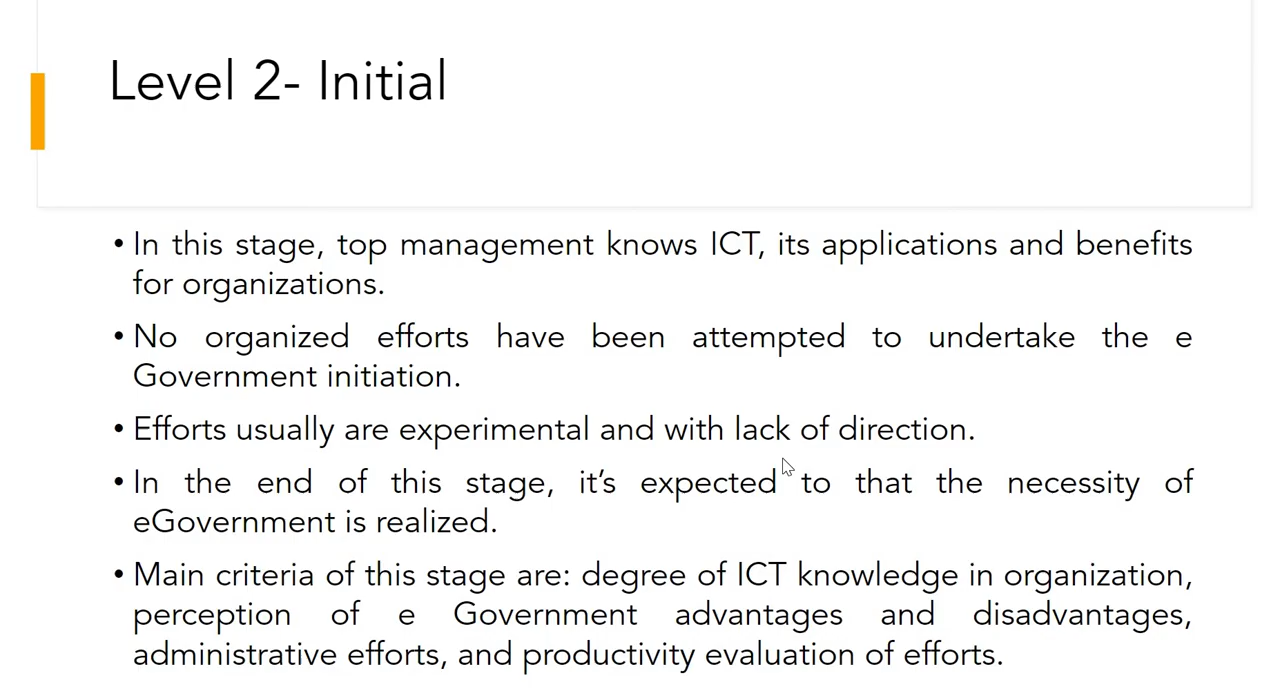 Level 2- Initial
• In this stage, top management knows ICT, its applications and benefits
for organizations.
• No organized efforts have been attempted to undertake the e
Government initiation.
• Efforts usually are experimental and with lack of direction.
• In the end of this stage, it's expected to that the necessity of
eGovernment is realized.
• Main criteria of this stage are: degree of ICT knowledge in organization,
perception of e Government advantages and disadvantages,
administrative efforts, and productivity evaluation of efforts.